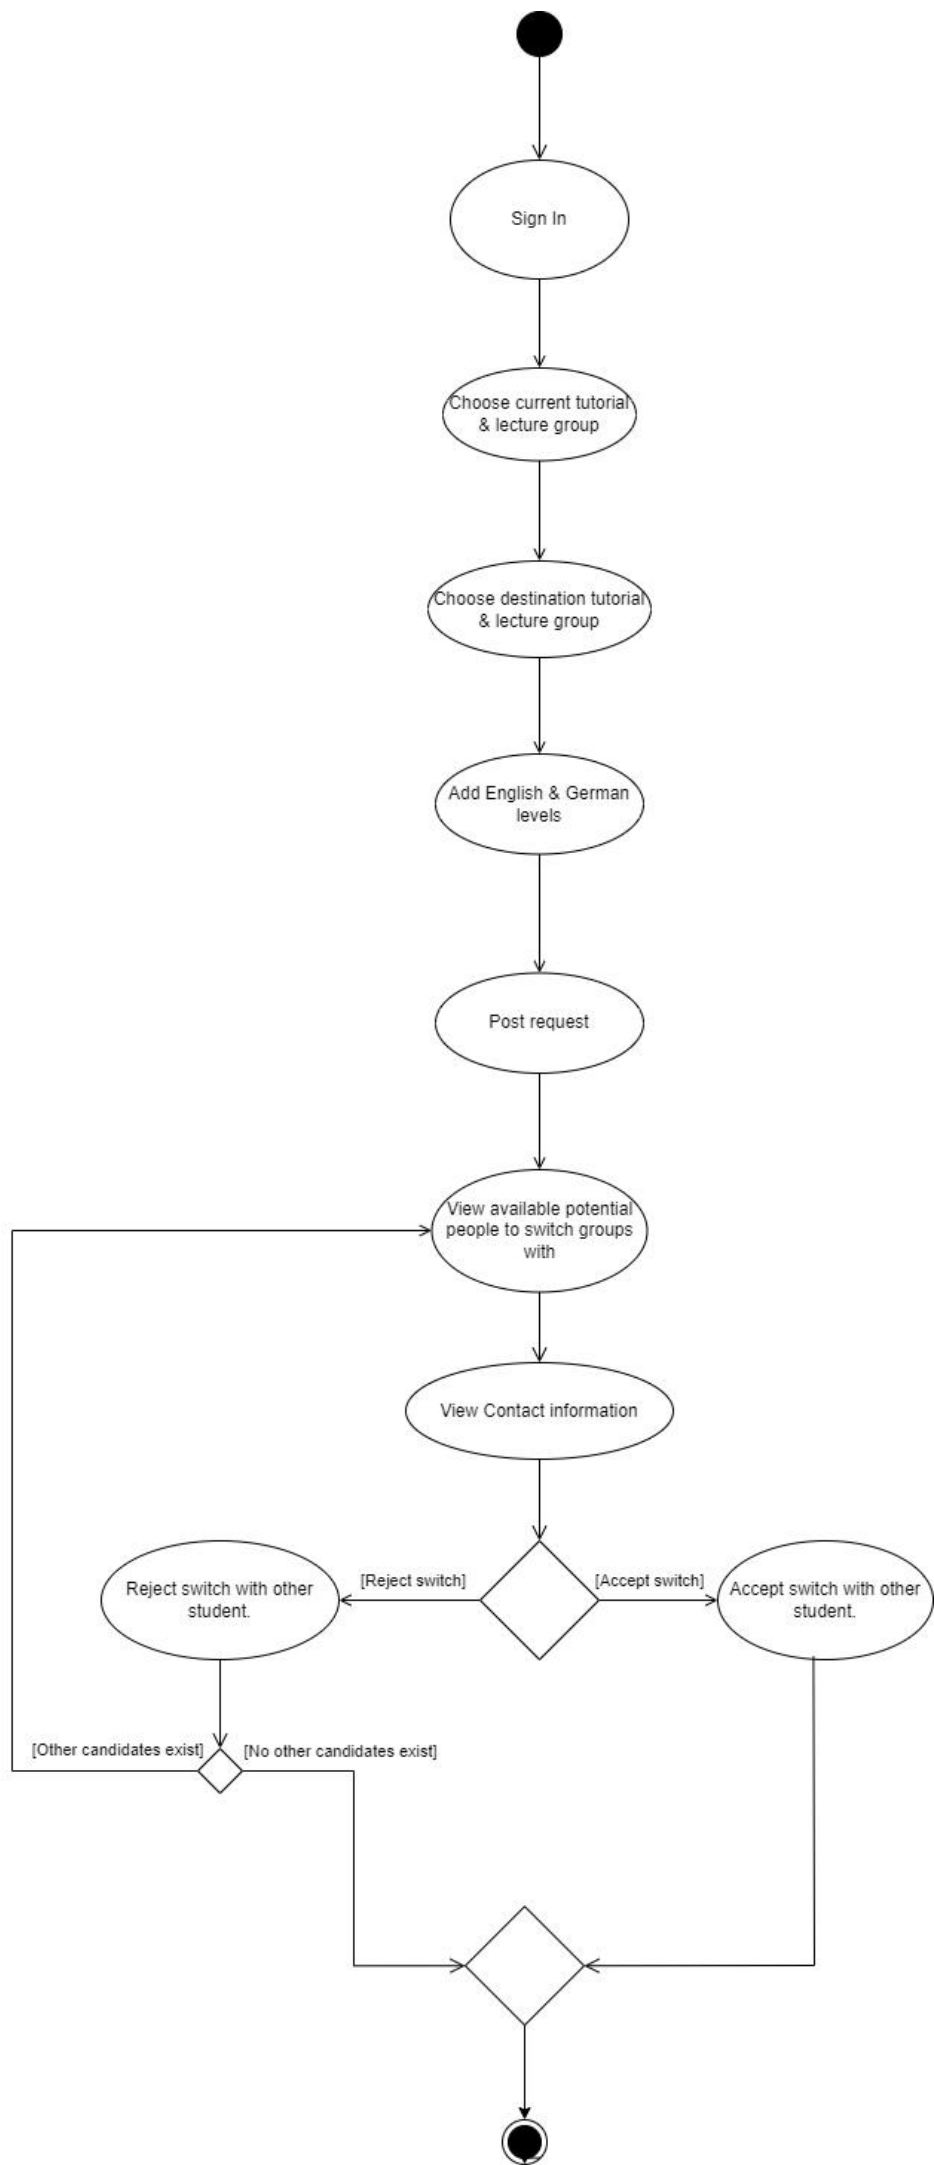 Sign In
Choose current tutorial
& lecture group
Choose destination tutorial
& lecture group
Add English & German
levels
Post request
View available potential
people to switch groups
with
View Contact information
[Reject switch]
[Accept switch]
Reject switch with other
student.
Accept switch with other
student.
[Other candidates exist]
[No other candidates exist]